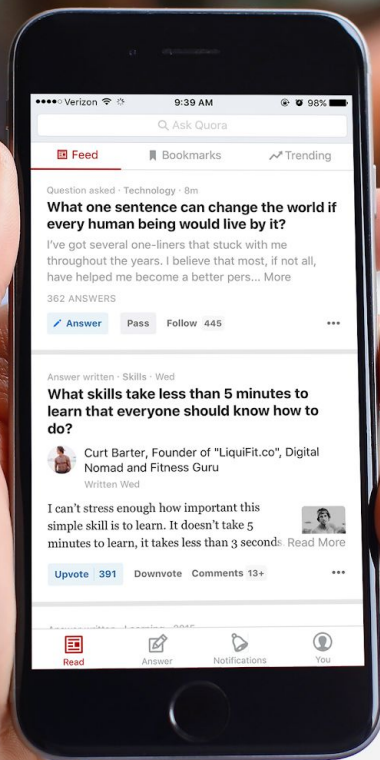 Verizon 9:39 AM 98%
Ask Quora
Feed Bookmarks Trending
Question asked · Technology · 8m
What one sentence can change the world if
every human being would live by it?
I've got several one-liners that stuck with me
throughout the years. I believe that most, if not all,
have helped me become a better pers... More
362 ANSWERS
Answer Pass Follow 445
Answer written · Skills · Wed
What skills take less than 5 minutes to
learn that everyone should know how to
do?
Curt Barter, Founder of "LiquiFit.co", Digital
Nomad and Fitness Guru
Written Wed
I can't stress enough how important this
simple skill is to learn. It doesn't take 5
minutes to learn, it takes less than 3 seconds. Read More
Upvote 391 Downvote Comments 13+
Read Answer Notifications You